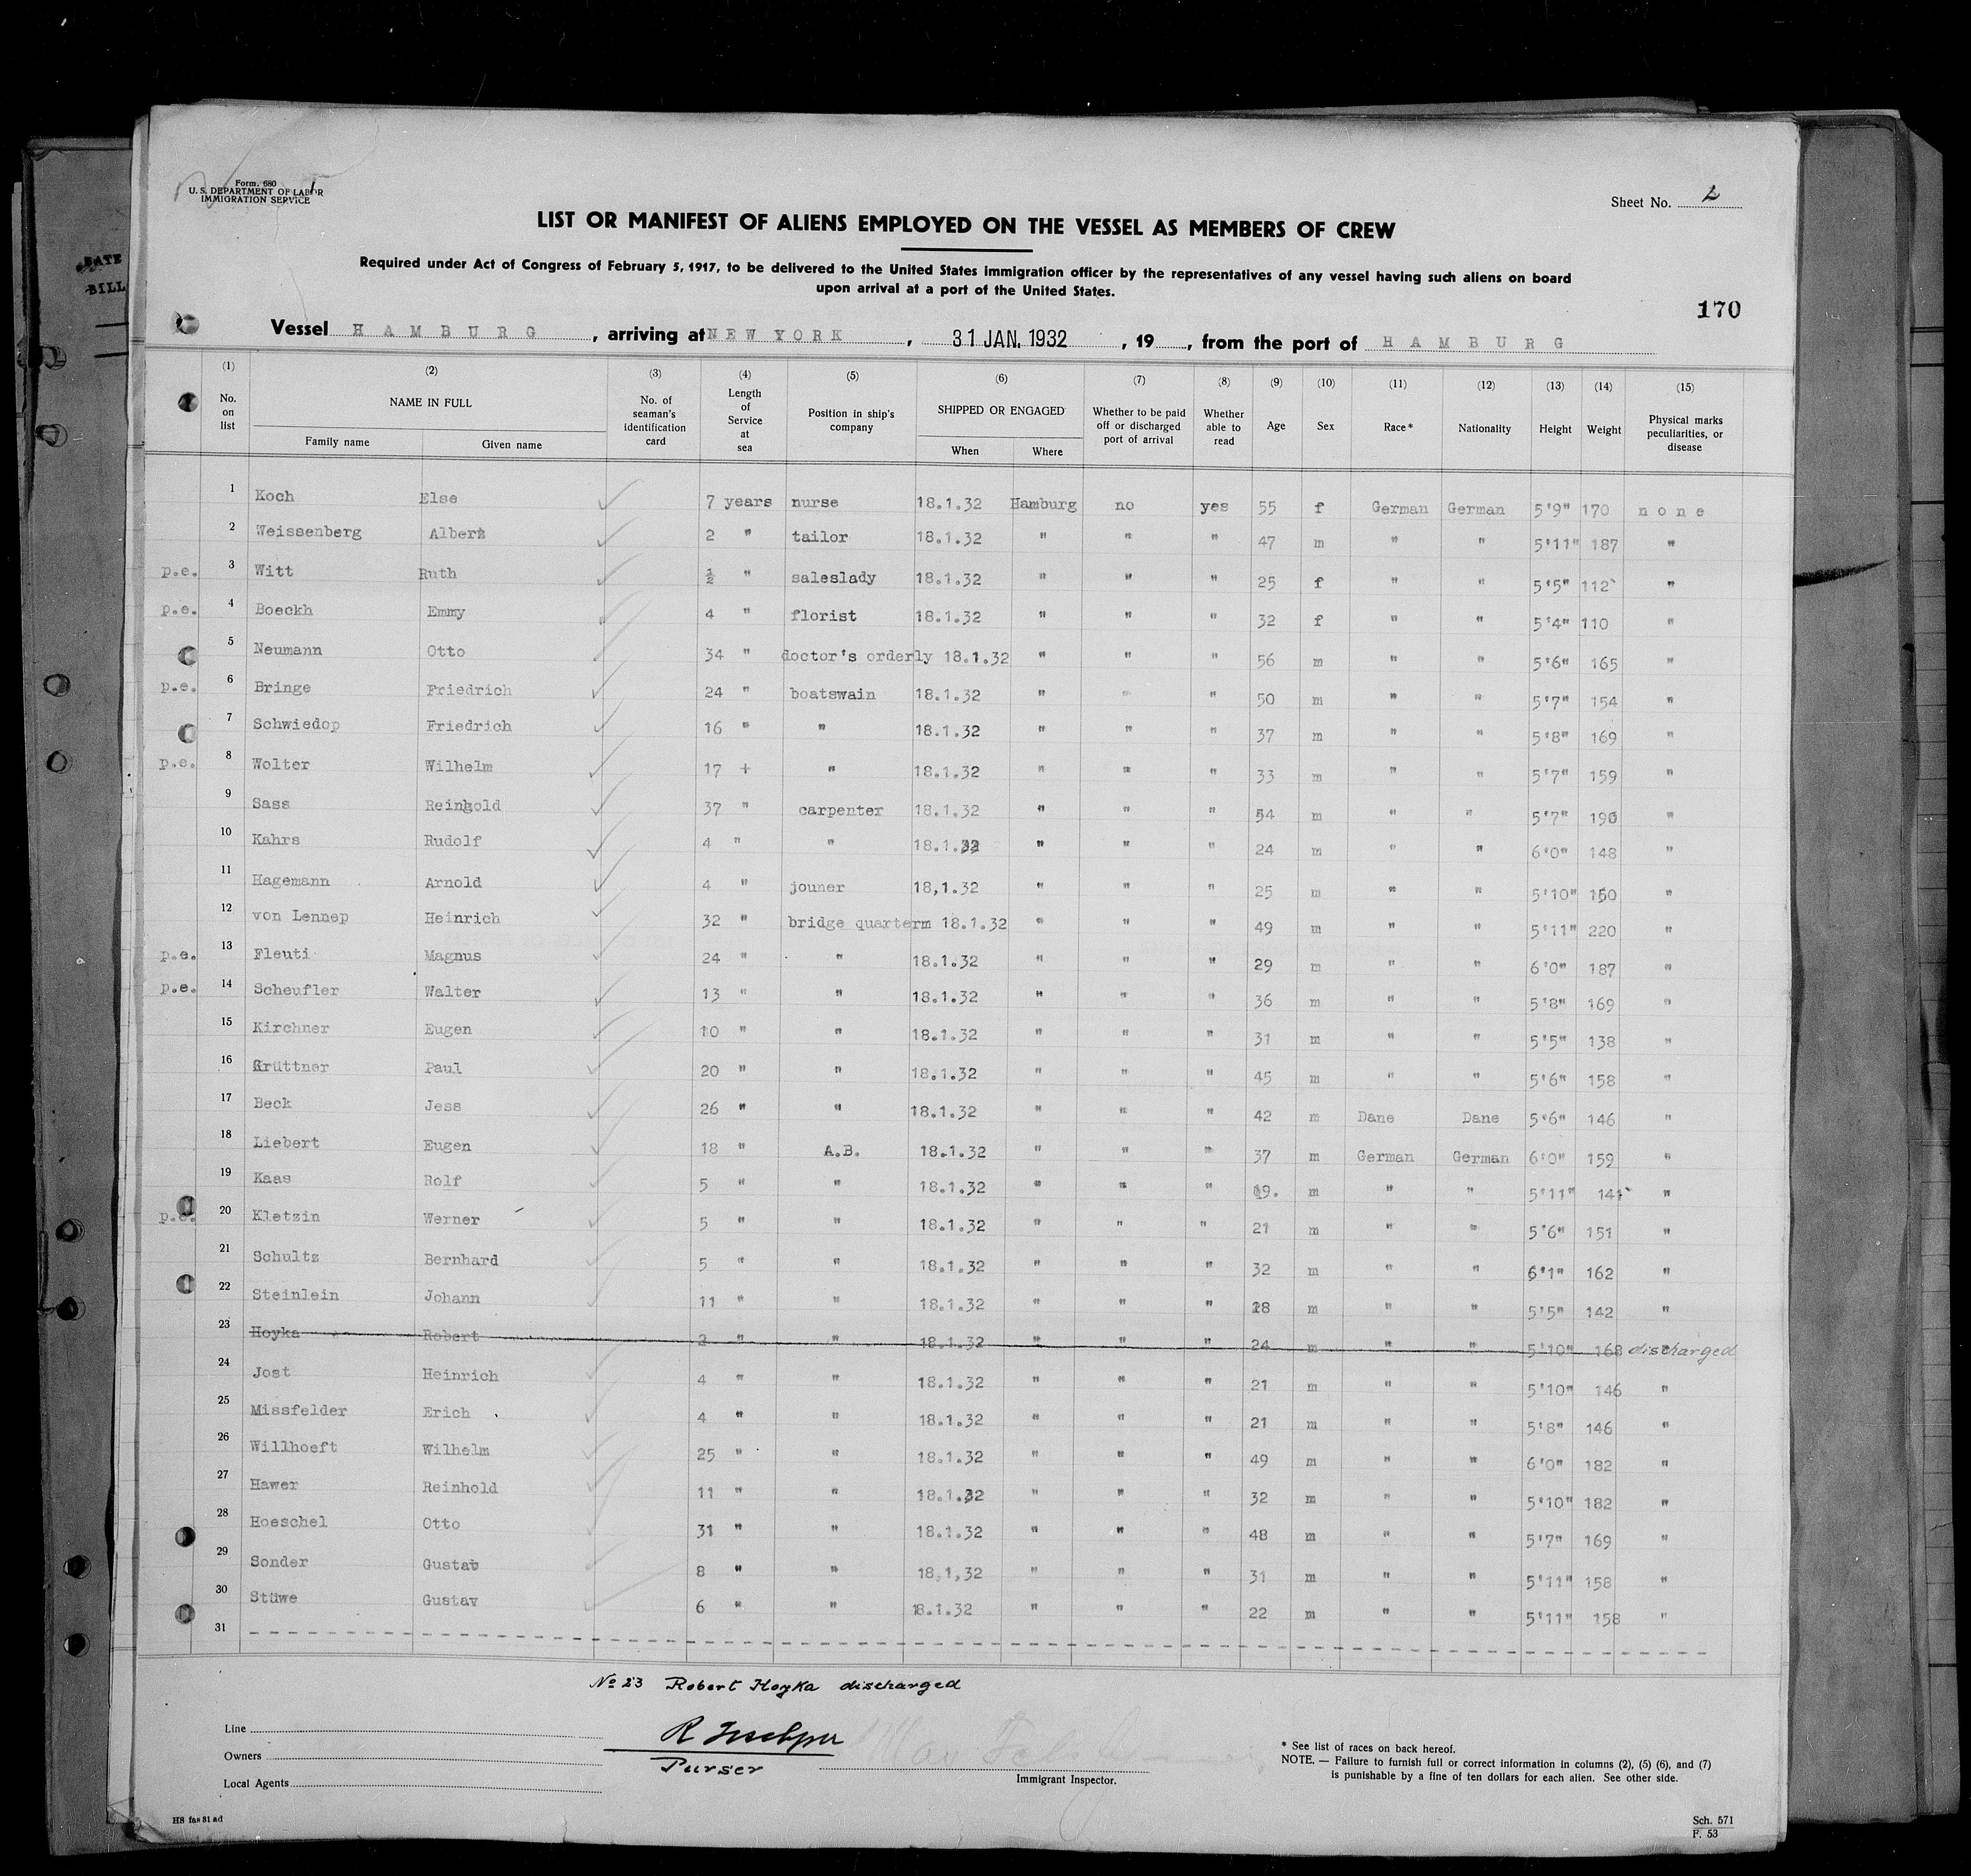 Form. 680
U. S. DEPARTMENT OF LABOR
IMMIGRATION SERVICE
Sheet No. 2
LIST OR MANIFEST OF ALIENS EMPLOYED ON THE VESSEL AS MEMBERS OF CREW
Required under Act of Congress of February 5, 1917, to be delivered to the United States immigration officer by the representatives of any vessel having such aliens on board
upon arrival at a port of the United States.
170
Vessel HAMBURG, arriving at NEW YORK, 31 JAN. 1932, 19, from the port of HAMBURG
(1) (2) (3) (4) (5) (6) (7) (8) (9) (10) (11) (12) (13) (14) (15)
No. on list NAME IN FULL Family name Given name No. of seaman's identification card Length of Service at sea Position in ship's company SHIPPED OR ENGAGED When Where Whether to be paid off or discharged port of arrival Whether able to read Age Sex Race* Nationality Height Weight Physical marks peculiarities, or disease
1 Koch Else 7 years nurse 18.1.32 Hamburg no yes 55 f German German 5'9" 170 none
2 Weissenberg Albert 2 " tailor 18.1.32 " " " 47 m " " 5'11" 187 "
p.e. 3 Witt Ruth ½ " saleslady 18.1.32 " " " 25 f " " 5'5" 112 "
p.e. 4 Boeckh Emmy 4 " florist 18.1.32 " " " 32 f " " 5'4" 110 "
5 Neumann Otto 34 " doctor's orderly 18.1.32 " " " 56 m " " 5'6" 165 "
p.e. 6 Bringe Friedrich 24 " boatswain 18.1.32 " " " 50 m " " 5'7" 154 "
7 Schwiedop Friedrich 16 " " 18.1.32 " " " 37 m " " 5'8" 169 "
p.e. 8 Wolter Wilhelm 17 + " 18.1.32 " " " 33 m " " 5'7" 159 "
9 Sass Reinhold 37 " carpenter 18.1.32 " " " 54 m " " 5'7" 190 "
10 Kahrs Rudolf 4 " " 18.1.32 " " " 24 m " " 6'0" 148 "
11 Hagemann Arnold 4 " jouner 18,1.32 " " " 25 m " " 5'10" 150 "
12 von Lennep Heinrich 32 " bridge quarterm 18.1.32 " " " 49 m " " 5'11" 220 "
p.e. 13 Fleuti Magnus 24 " " 18.1.32 " " " 29 m " " 6'0" 187 "
p.e. 14 Scheufler Walter 13 " " 18.1.32 " " " 36 m " " 5'8" 169 "
15 Kirchner Eugen 10 " " 18.1.32 " " " 31 m " " 5'5" 138 "
16 Grüttner Paul 20 " " 18.1.32 " " " 45 m " " 5'6" 158 "
17 Beck Jess 26 " " 18.1.32 " " " 42 m Dane Dane 5'6" 146 "
18 Liebert Eugen 18 " A.B. 18.1.32 " " " 37 m German German 6'0" 159 "
19 Kaas Rolf 5 " " 18.1.32 " " " 19. m " " 5'11" 141 "
p.e. 20 Kletzin Werner 5 " " 18.1.32 " " " 21 m " " 5'6" 151 "
21 Schultz Bernhard 5 " " 18.1.32 " " " 32 m " " 6'1" 162 "
22 Steinlein Johann 11 " " 18.1.32 " " " 28 m " " 5'5" 142 "
23 Hoyka Robert 2 " " 18.1.32 " " " 24 m " " 5'10" 168 " discharged
24 Jost Heinrich 4 " " 18.1.32 " " " 21 m " " 5'10" 146 "
25 Missfelder Erich 4 " " 18.1.32 " " " 21 m " " 5'8" 146 "
26 Willhoeft Wilhelm 25 " " 18.1.32 " " " 49 m " " 6'0" 182 "
27 Hawer Reinhold 11 " " 18.1.32 " " " 32 m " " 5'10" 182 "
28 Hoeschel Otto 31 " " 18.1.32 " " " 48 m " " 5'7" 169 "
29 Sonder Gustav 8 " " 18.1,32 " " " 31 m " " 5'11" 158 "
30 Stüwe Gustav 6 " " 18.1.32 " " " 22 m " " 5'11" 158 "
31
No 23 Robert Hoyka discharged
Line
Owners
Local Agents
Purser
Immigrant Inspector.
* See list of races on back hereof.
NOTE. — Failure to furnish full or correct information in columns (2), (5) (6), and (7)
is punishable by a fine of ten dollars for each alien. See other side.
HS fas 81 ad
Sch. 571
F. 53
BATE
BILL